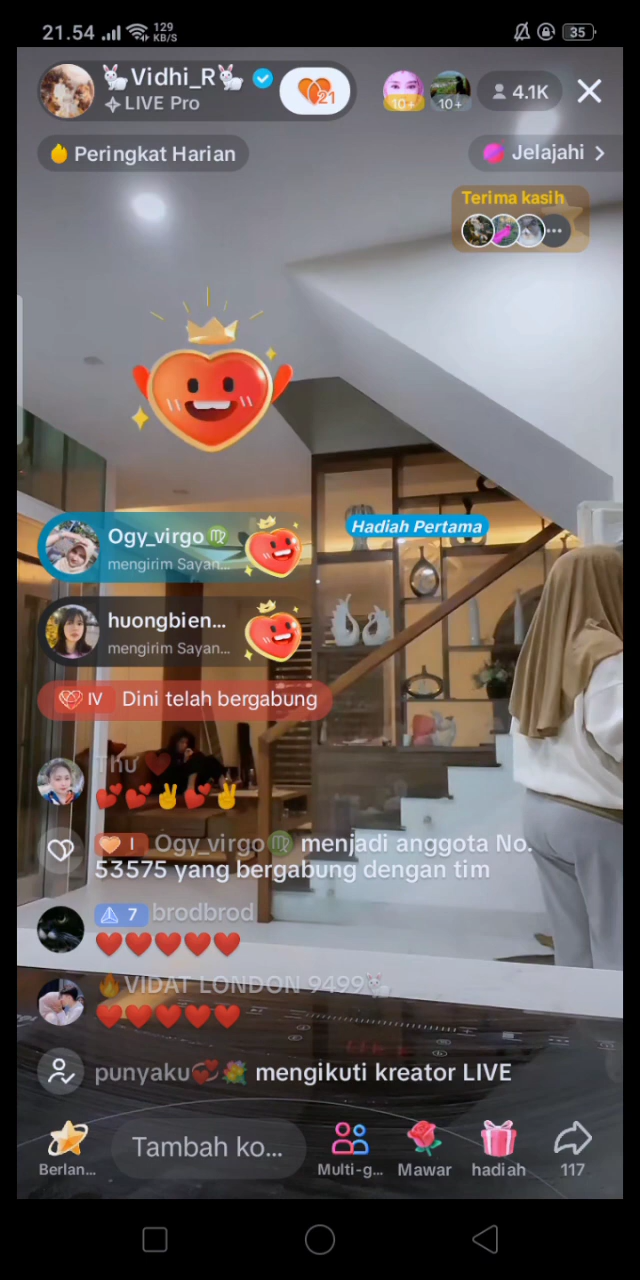 21.54
129
KB/S
35
Vidhi_R
LIVE Pro
21
10+
10+
4.1K
Peringkat Harian
Jelajahi
Terima kasih
Hadiah Pertama
Ogy_virgo♍
mengirim Sayan...
huongbien...
mengirim Sayan...
IV Dini telah bergabung
Thư ❤️
💕💕✌️💕✌️
I Ogy_virgo♍ menjadi anggota No.
53575 yang bergabung dengan tim
7 brodbrod
❤️❤️❤️❤️❤️
🔥VIDAT LONDON 9499🐇
❤️❤️❤️❤️❤️
punyaku💞💐 mengikuti kreator LIVE
Berlan...
Tambah ko...
Multi-g...
Mawar
hadiah
117